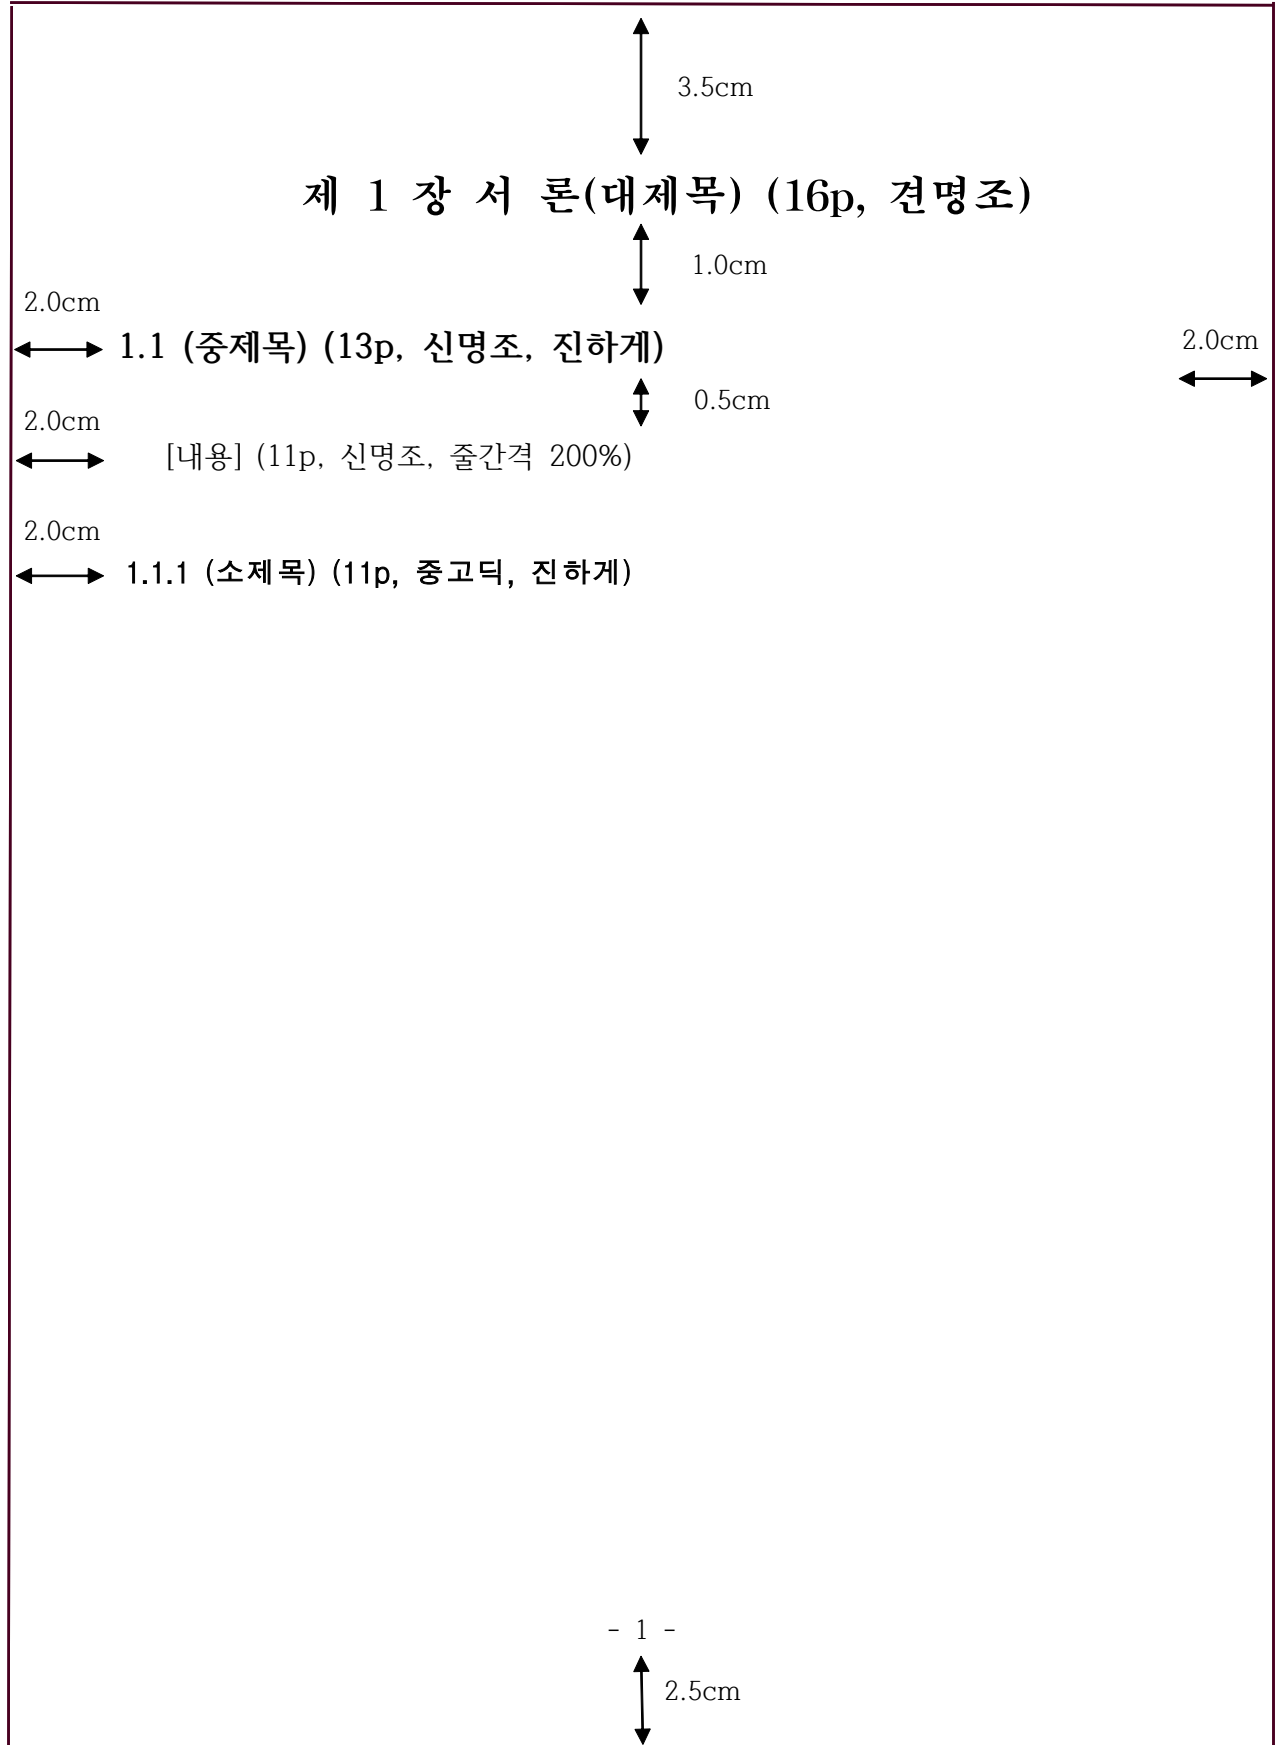 3.5cm
제 1 장 서 론(대제목) (16p, 견명조)
1.0cm
2.0cm
1.1 (중제목) (13p, 신명조, 진하게)
2.0cm
0.5cm
2.0cm
[내용] (11p, 신명조, 줄간격 200%)
2.0cm
1.1.1 (소제목) (11p, 중고딕, 진하게)
- 1 -
2.5cm